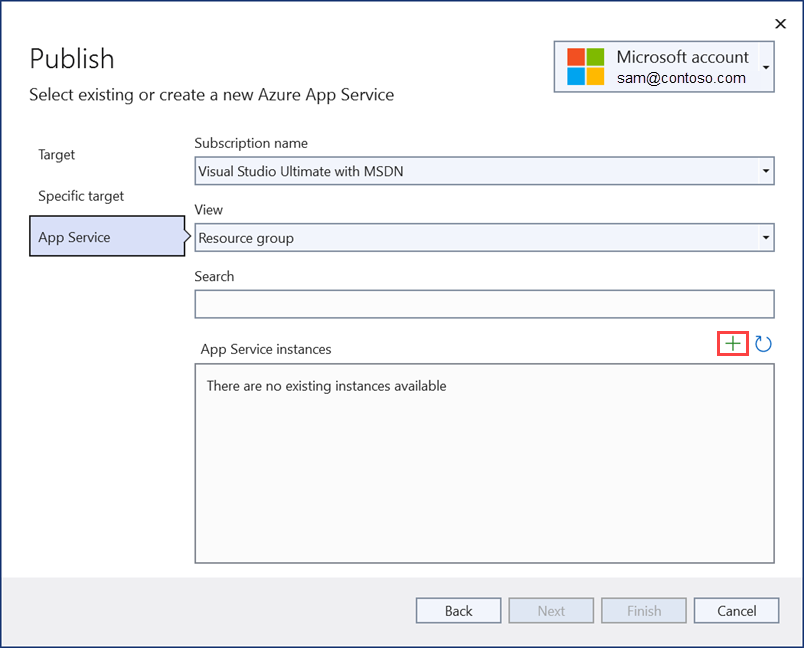 Publish
Select existing or create a new Azure App Service
Microsoft account
sam@contoso.com
Target
Specific target
App Service
Subscription name
Visual Studio Ultimate with MSDN
View
Resource group
Search
App Service instances
There are no existing instances available
Back
Next
Finish
Cancel